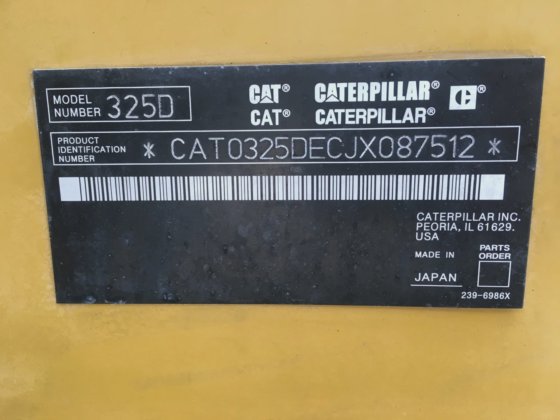 MODEL NUMBER 325D
CAT® CATERPILLAR® C®
CAT® CATERPILLAR®
PRODUCT IDENTIFICATION NUMBER * CAT0325DECJX087512 *
CATERPILLAR INC.
PEORIA, IL 61629.
USA
MADE IN PARTS ORDER
JAPAN
239-6986X